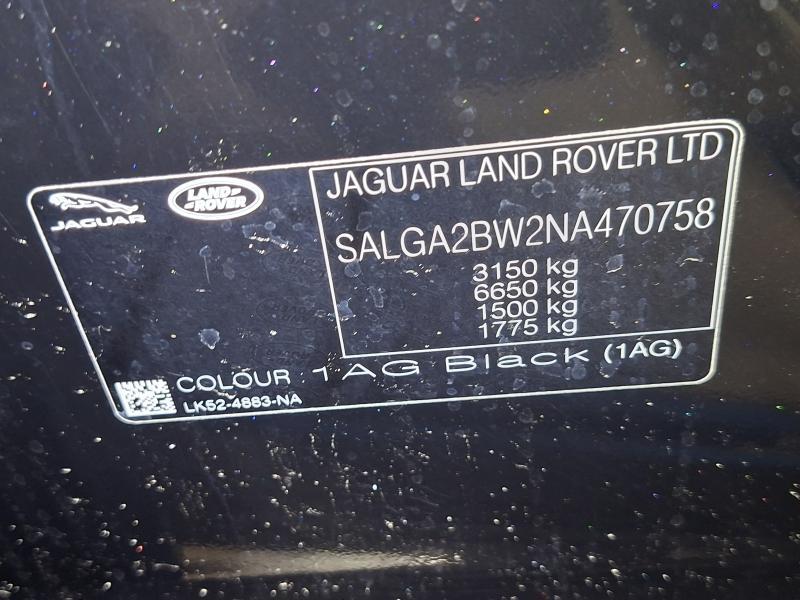 JAGUAR
LAND ROVER
JAGUAR LAND ROVER LTD
SALGA2BW2NA470758
3150 kg
6650 kg
1500 kg
1775 kg
COLOUR 1AG Black (1AG)
LK52-4883-NA